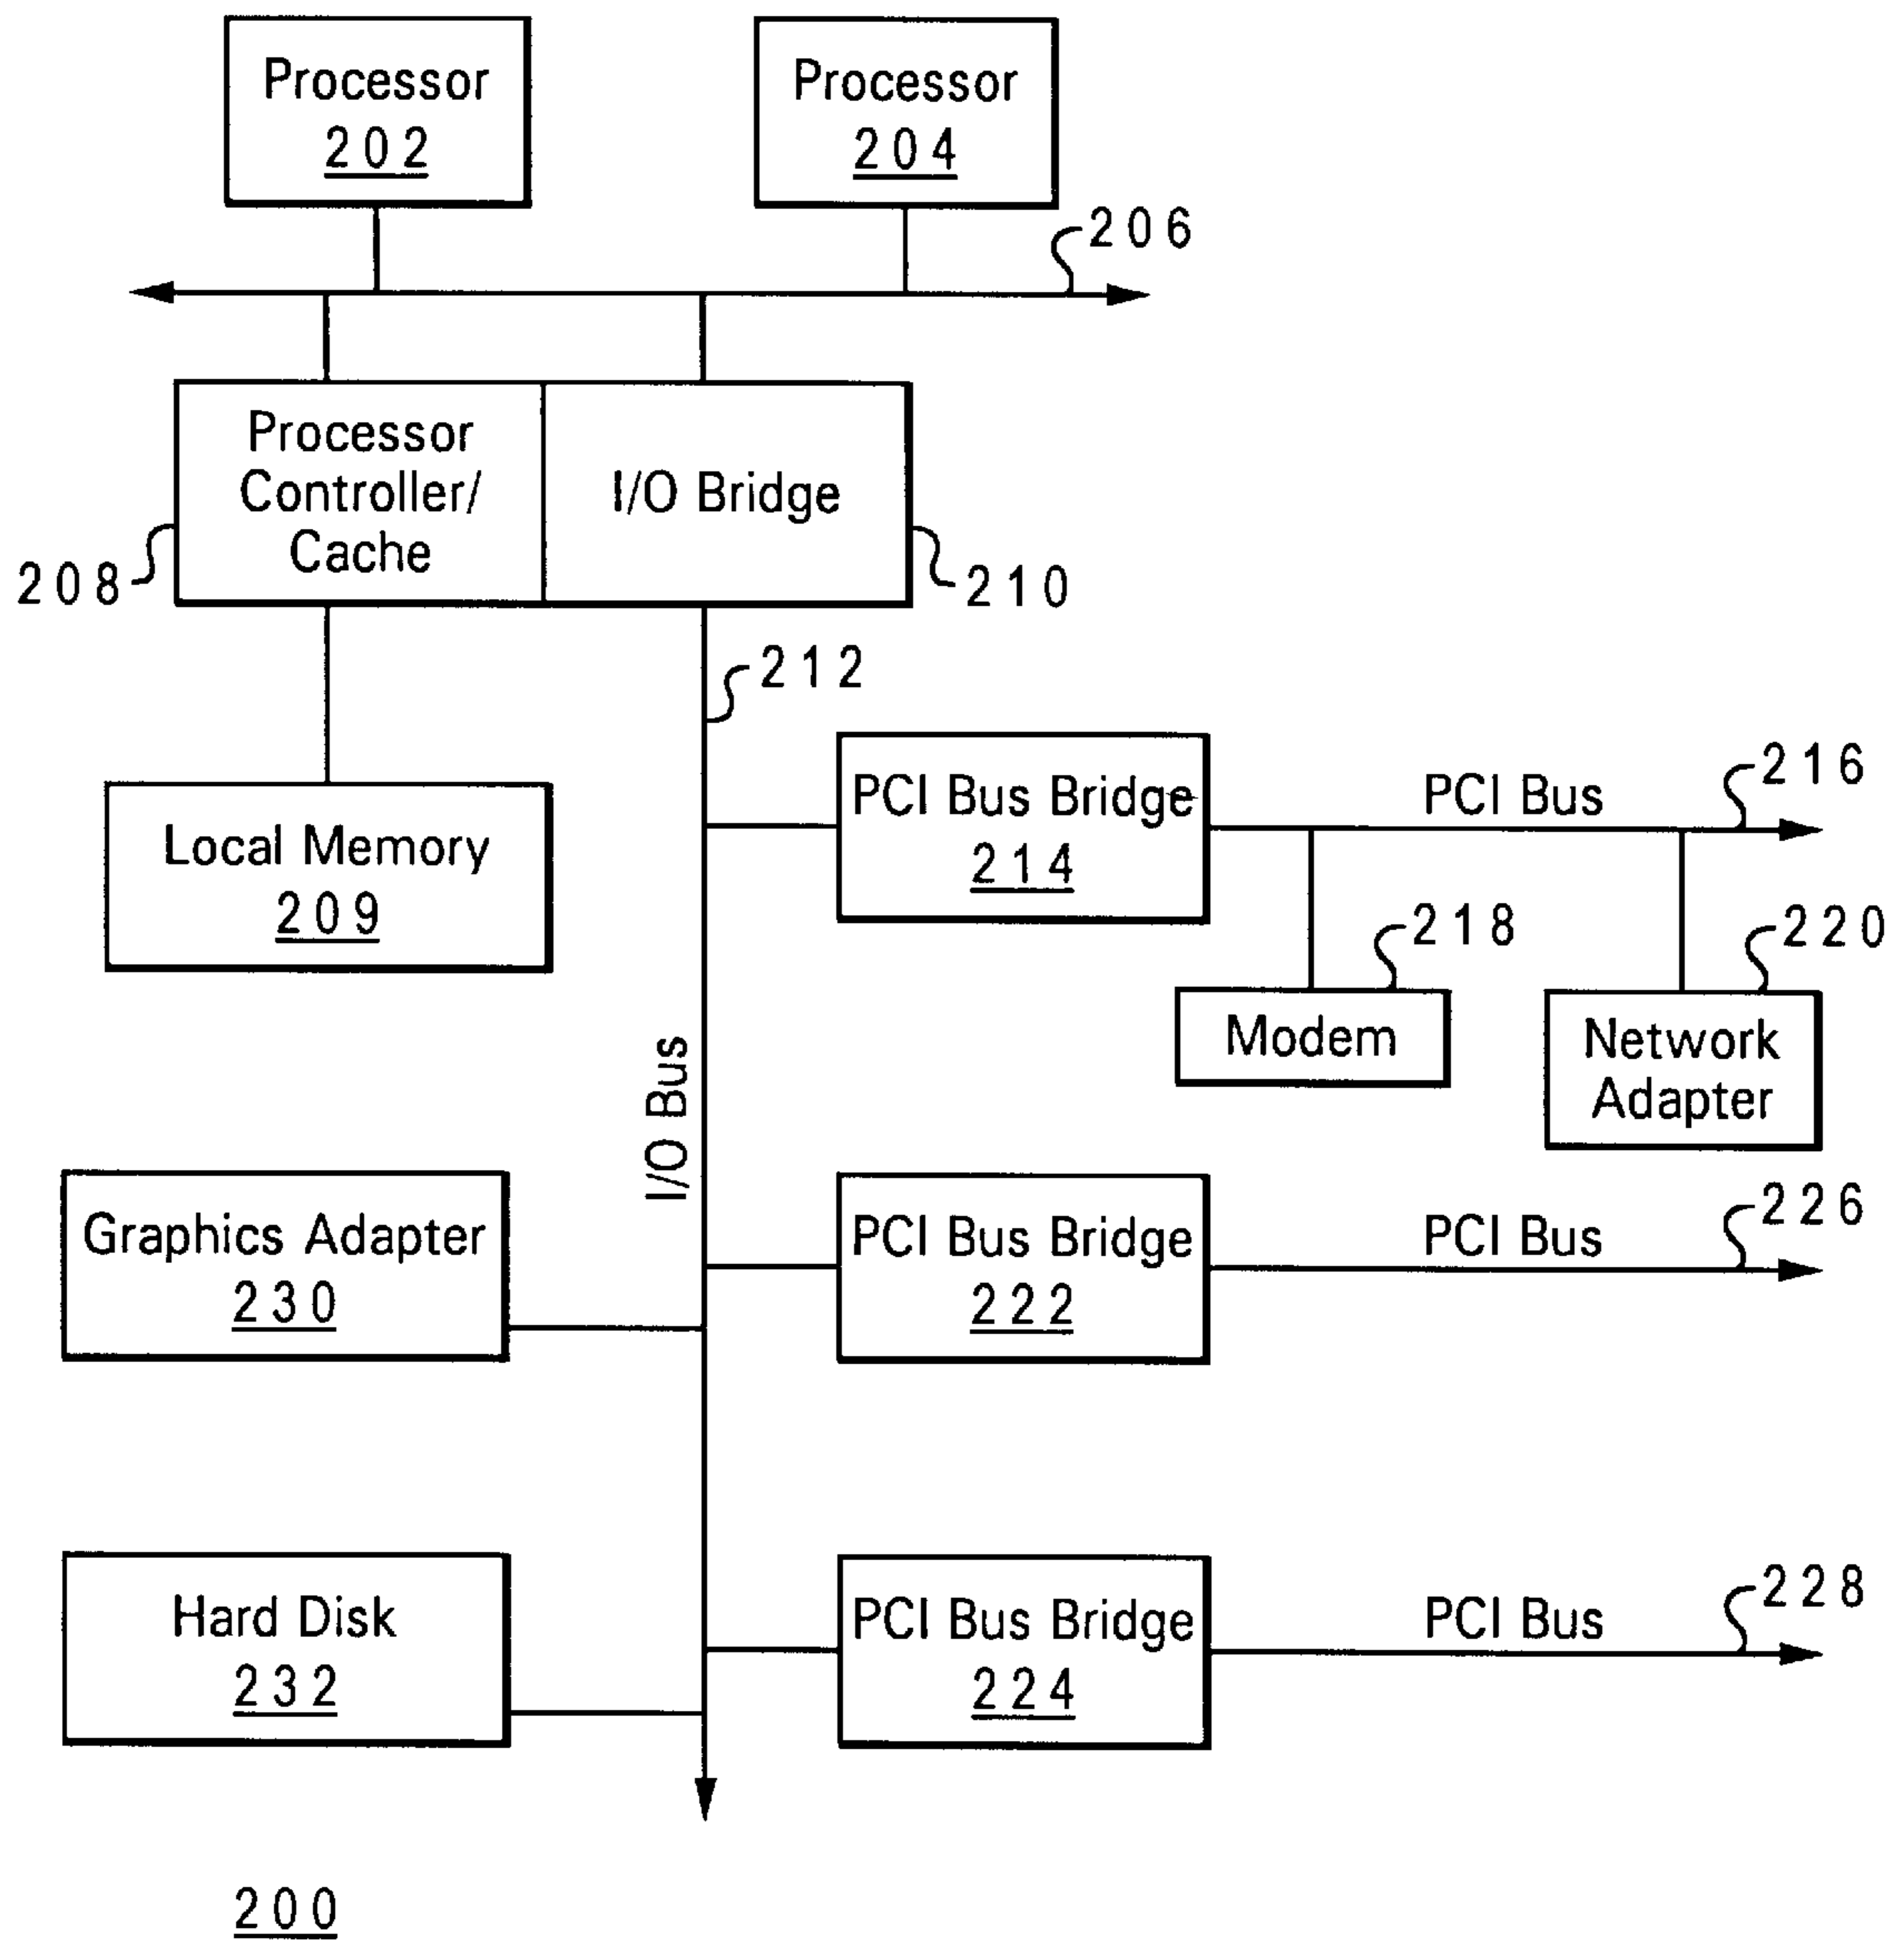 Processor
202
Processor
204
206
Processor
Controller/
Cache
I/O Bridge
208
210
212
Local Memory
209
PCI Bus Bridge
214
PCI Bus
216
218
Modem
220
Network
Adapter
I/O Bus
Graphics Adapter
230
PCI Bus Bridge
222
PCI Bus
226
Hard Disk
232
PCI Bus Bridge
224
PCI Bus
228
200